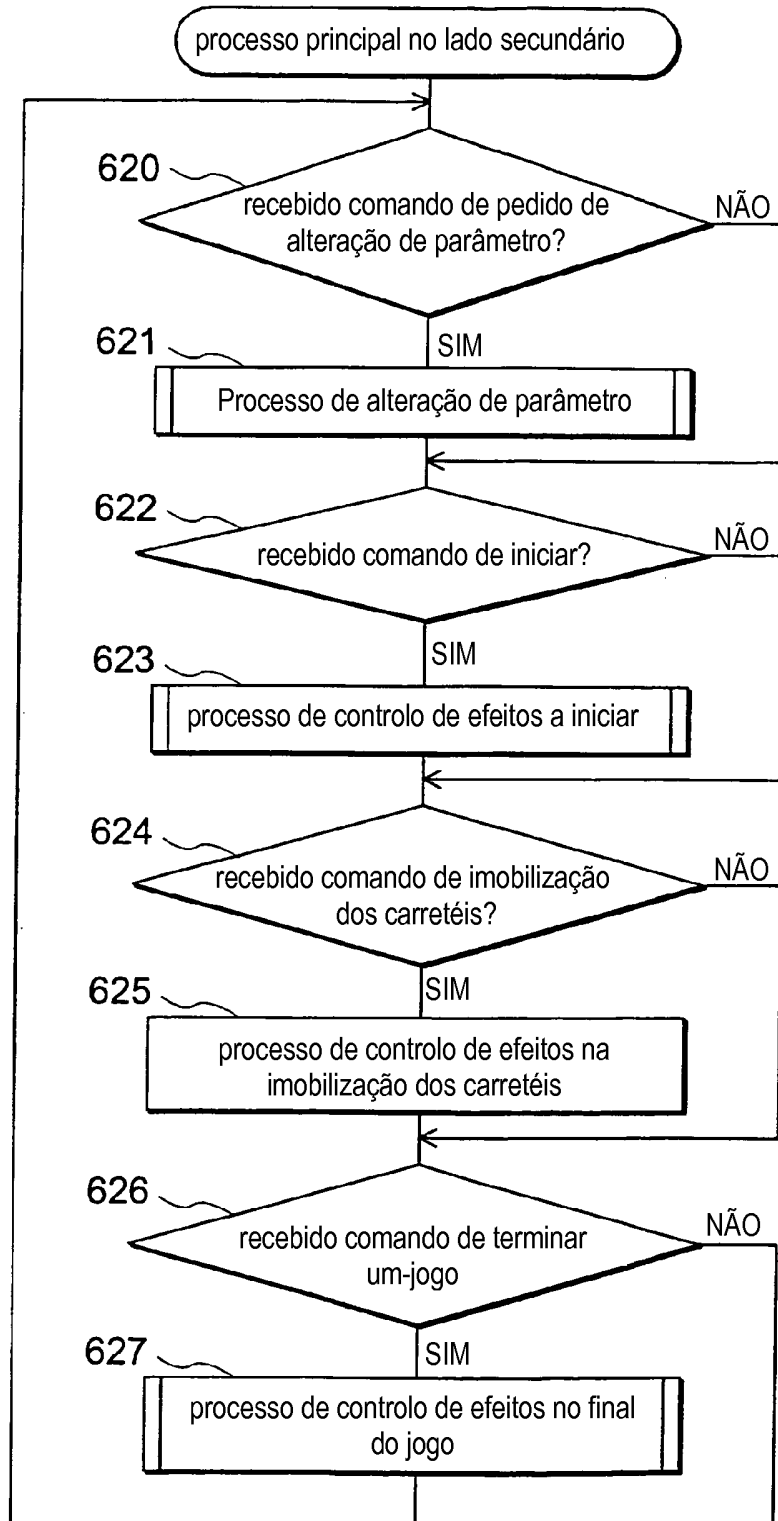 processo principal no lado secundário
620
recebido comando de pedido de
alteração de parâmetro?
NÃO
SIM
621
Processo de alteração de parâmetro
622
recebido comando de iniciar?
NÃO
SIM
623
processo de controlo de efeitos a iniciar
624
recebido comando de imobilização
dos carretéis?
NÃO
SIM
625
processo de controlo de efeitos na
imobilização dos carretéis
626
recebido comando de terminar
um-jogo
NÃO
SIM
627
processo de controlo de efeitos no final
do jogo